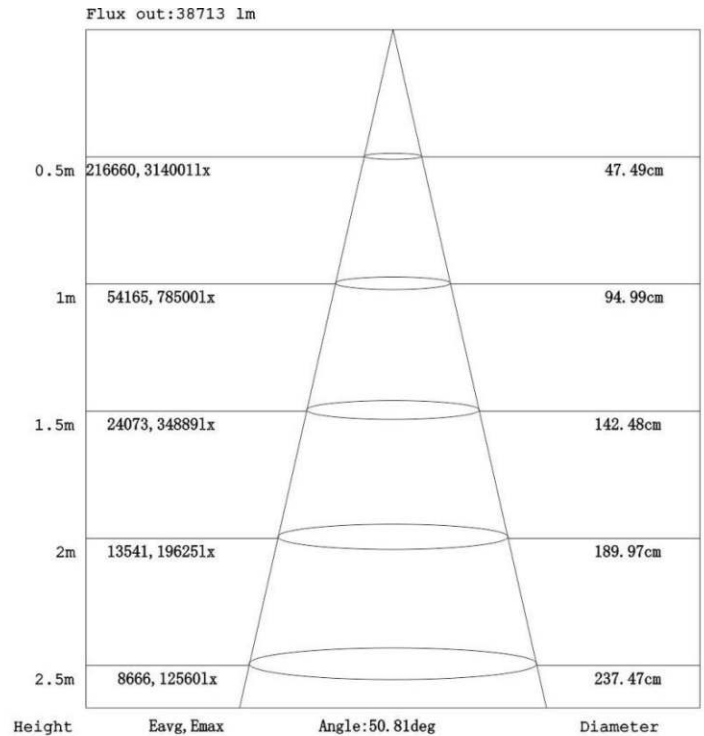 Flux out:38713 lm
0.5m 216660,314001lx 47.49cm
1m 54165,78500lx 94.99cm
1.5m 24073,34889lx 142.48cm
2m 13541,19625lx 189.97cm
2.5m 8666,12560lx 237.47cm
Height Eavg,Emax Angle:50.81deg Diameter